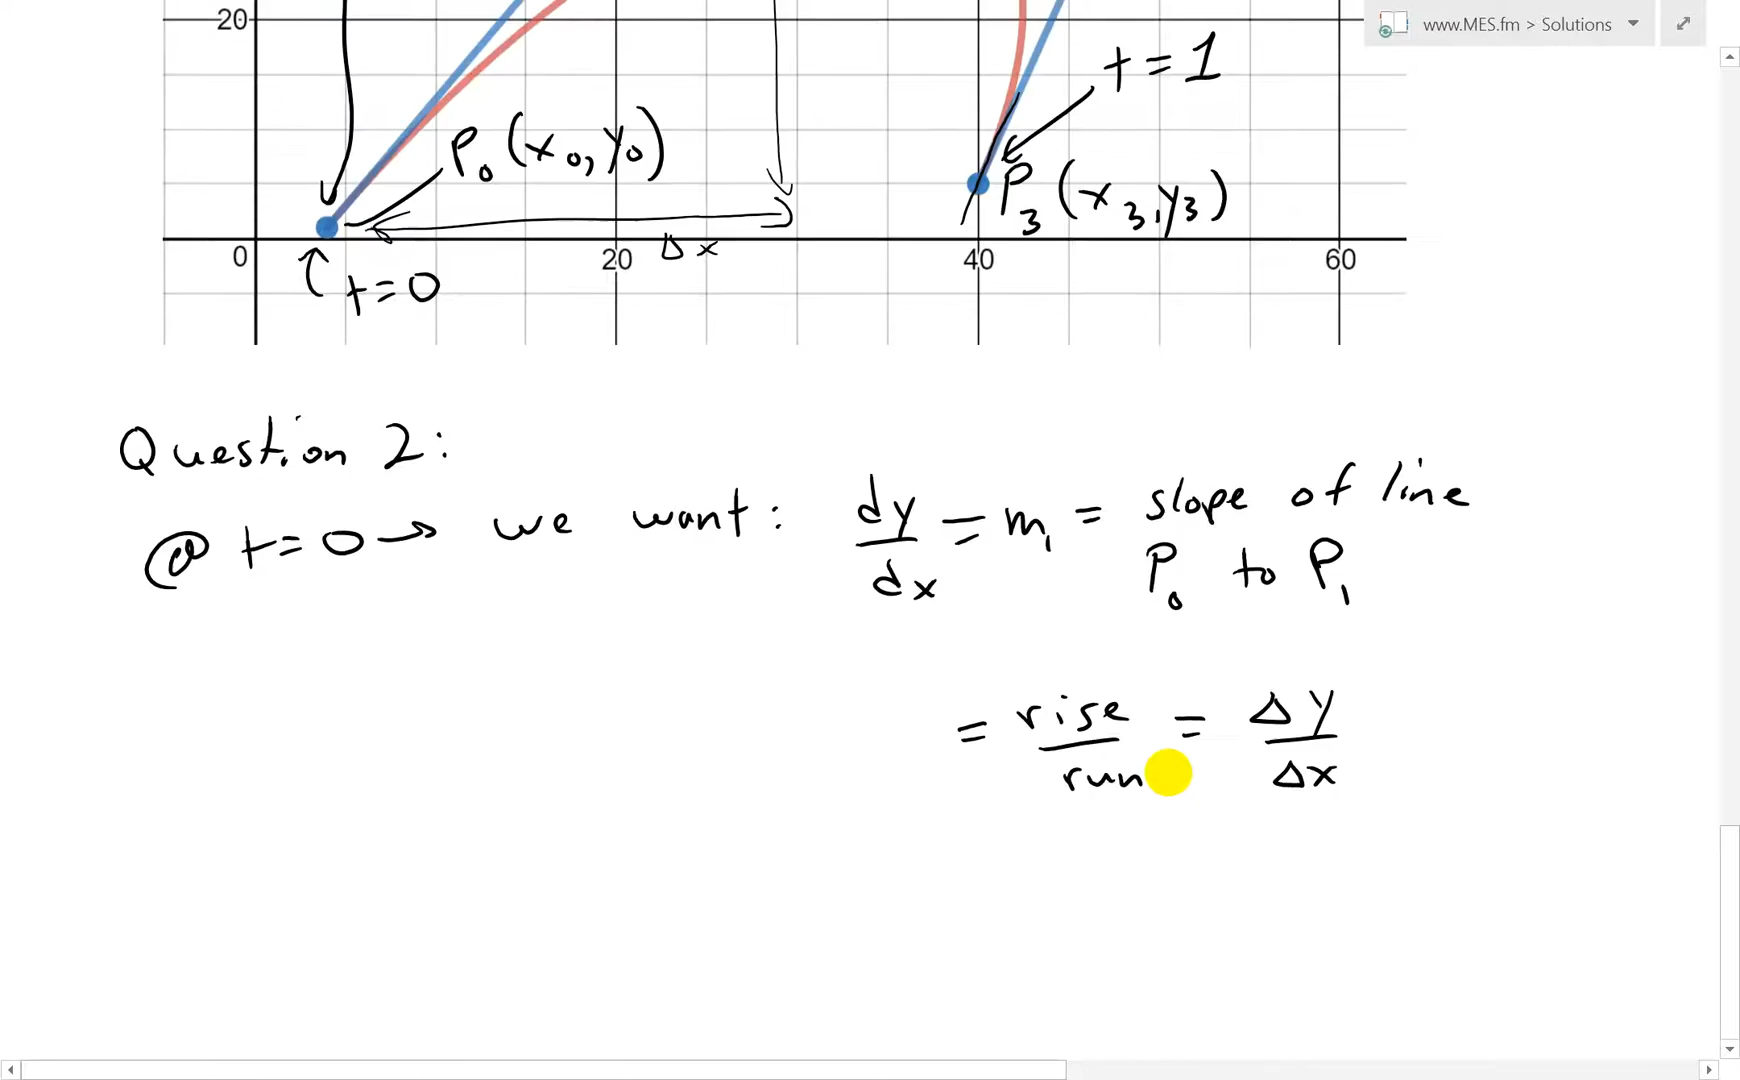 20
www.MES.fm > Solutions
t = 1
P₀ (x₀, y₀)
P₃ (x₃, y₃)
Δx
0 20 40 60
t = 0
Question 2:
@ t = 0 → we want: dy/dx = m₁ = slope of line
P₀ to P₁
= rise/run = Δy/Δx